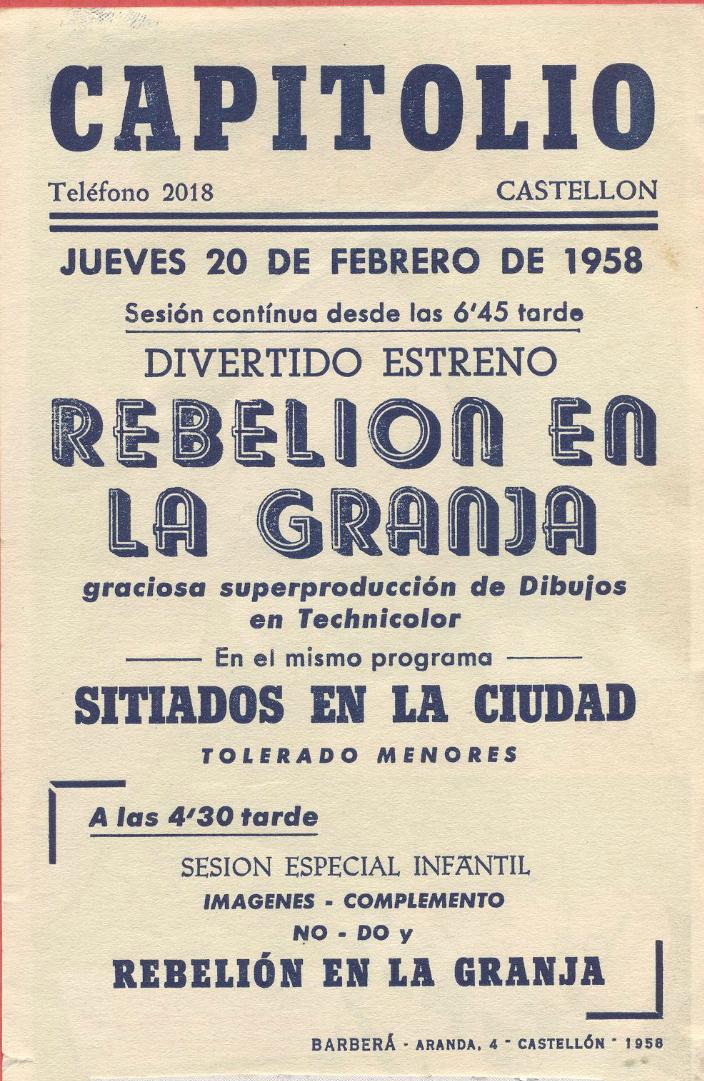 CAPITOLIO
Teléfono 2018 CASTELLON
JUEVES 20 DE FEBRERO DE 1958
Sesión contínua desde las 6'45 tarde
DIVERTIDO ESTRENO
REBELION EN
LA GRANJA
graciosa superproducción de Dibujos
en Technicolor
En el mismo programa
SITIADOS EN LA CIUDAD
TOLERADO MENORES
A las 4'30 tarde
SESION ESPECIAL INFANTIL
IMAGENES - COMPLEMENTO
NO - DO y
REBELIÓN EN LA GRANJA
BARBERÁ - ARANDA, 4 - CASTELLÓN - 1958